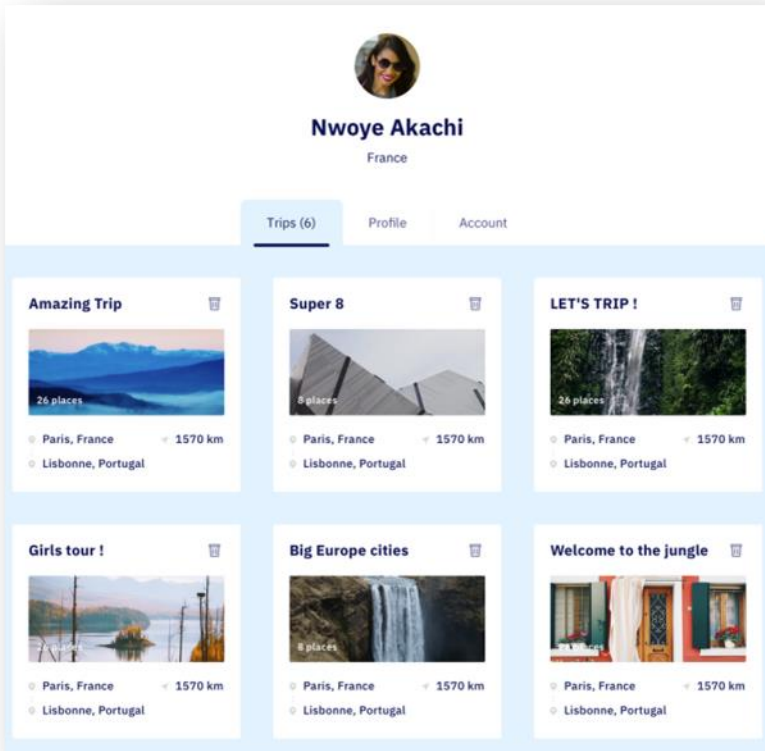 Nwoye Akachi
France
Trips (6)
Profile
Account
Amazing Trip
26 places
Paris, France
1570 km
Lisbonne, Portugal
Super 8
8 places
Paris, France
1570 km
Lisbonne, Portugal
LET'S TRIP !
26 places
Paris, France
1570 km
Lisbonne, Portugal
Girls tour !
26 places
Paris, France
1570 km
Lisbonne, Portugal
Big Europe cities
8 places
Paris, France
1570 km
Lisbonne, Portugal
Welcome to the jungle
places
Paris, France
1570 km
Lisbonne, Portugal